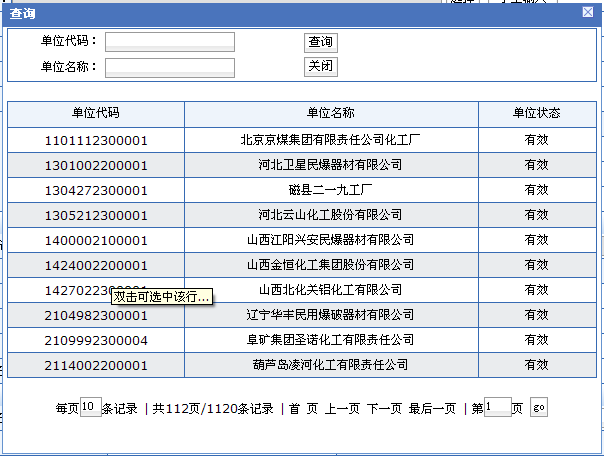 查询
单位代码：
查询
单位名称：
关闭
单位代码 单位名称 单位状态
1101112300001 北京京煤集团有限责任公司化工厂 有效
1301002200001 河北卫星民爆器材有限公司 有效
1304272300001 磁县二一九工厂 有效
1305212300001 河北云山化工股份有限公司 有效
1400002100001 山西江阳兴安民爆器材有限公司 有效
1424002200001 山西金恒化工集团股份有限公司 有效
1427022300001 山西北化关铝化工有限公司 有效
双击可选中该行...
2104982300001 辽宁华丰民用爆破器材有限公司 有效
2109992300004 阜矿集团圣诺化工有限责任公司 有效
2114002200001 葫芦岛凌河化工有限责任公司 有效
每页10条记录 | 共112页/1120条记录 | 首 页 上一页 下一页 最后一页 | 第1页 go